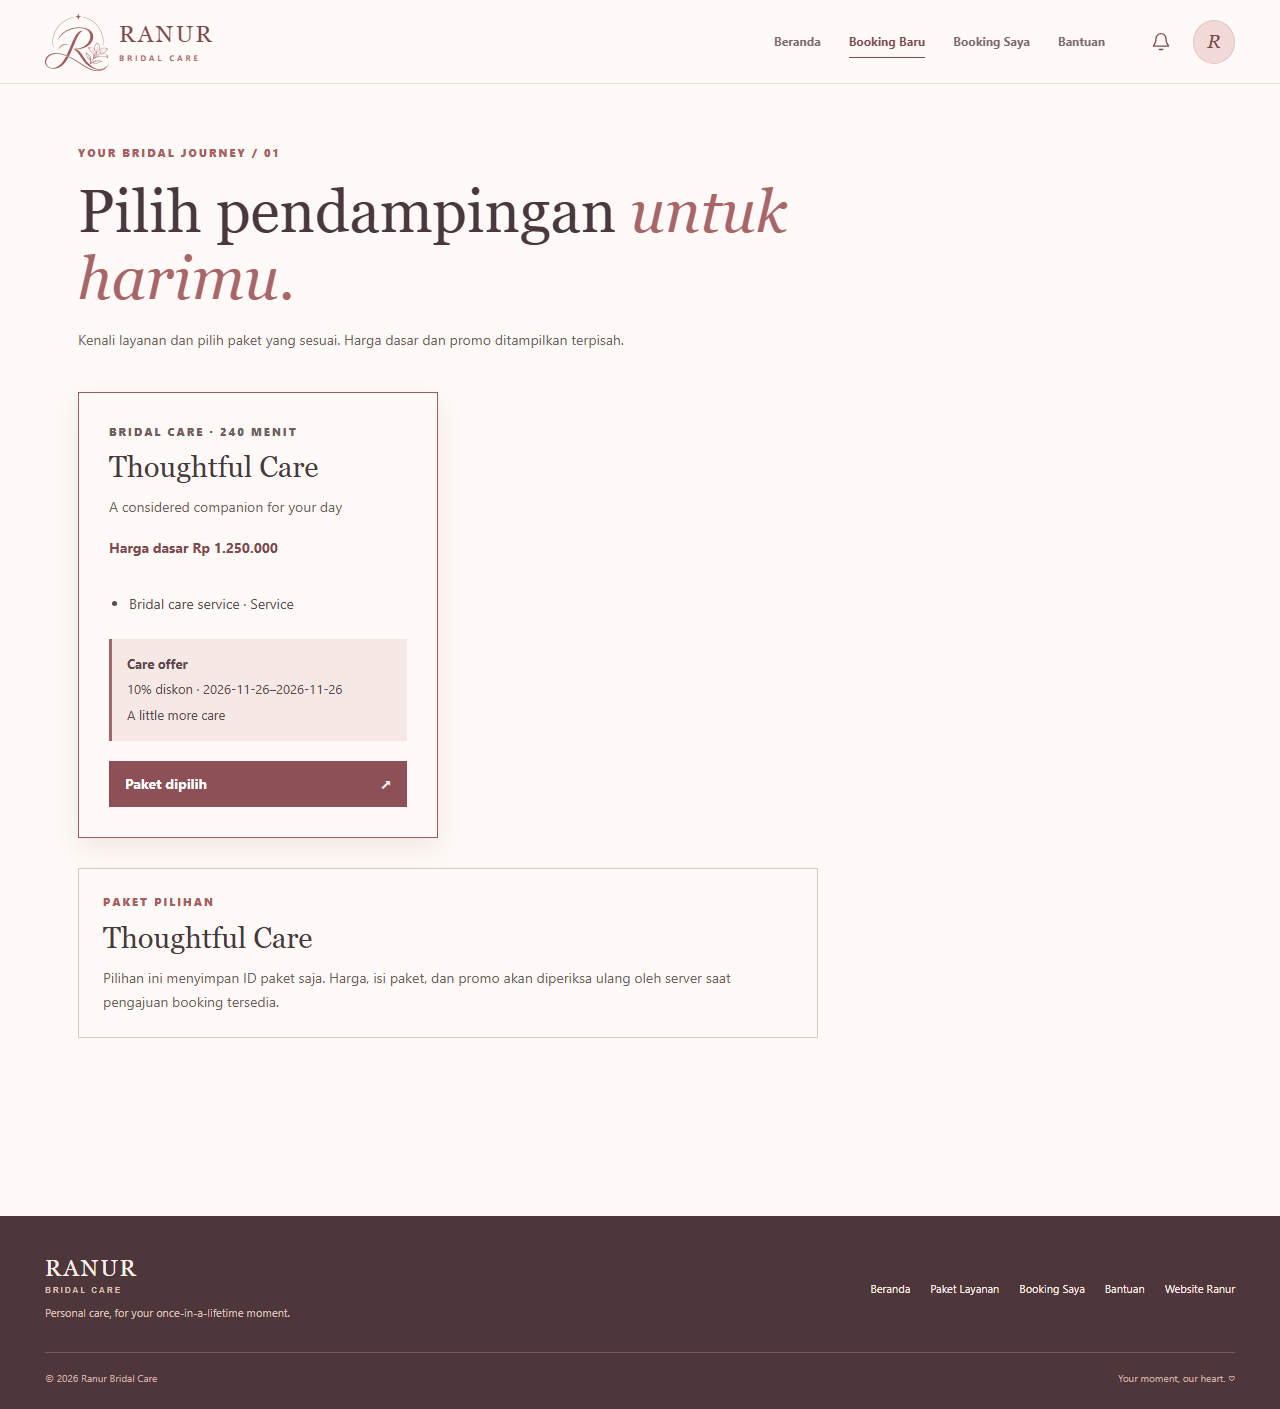 RANUR
BRIDAL CARE
Beranda
Booking Baru
Booking Saya
Bantuan
R
YOUR BRIDAL JOURNEY / 01
Pilih pendampingan untuk
harimu.
Kenali layanan dan pilih paket yang sesuai. Harga dasar dan promo ditampilkan terpisah.
BRIDAL CARE · 240 MENIT
Thoughtful Care
A considered companion for your day
Harga dasar Rp 1.250.000
• Bridal care service · Service
Care offer
10% diskon · 2026-11-26–2026-11-26
A little more care
Paket dipilih ↗
PAKET PILIHAN
Thoughtful Care
Pilihan ini menyimpan ID paket saja. Harga, isi paket, dan promo akan diperiksa ulang oleh server saat
pengajuan booking tersedia.
RANUR
BRIDAL CARE
Personal care, for your once-in-a-lifetime moment.
Beranda
Paket Layanan
Booking Saya
Bantuan
Website Ranur
© 2026 Ranur Bridal Care
Your moment, our heart. ♡